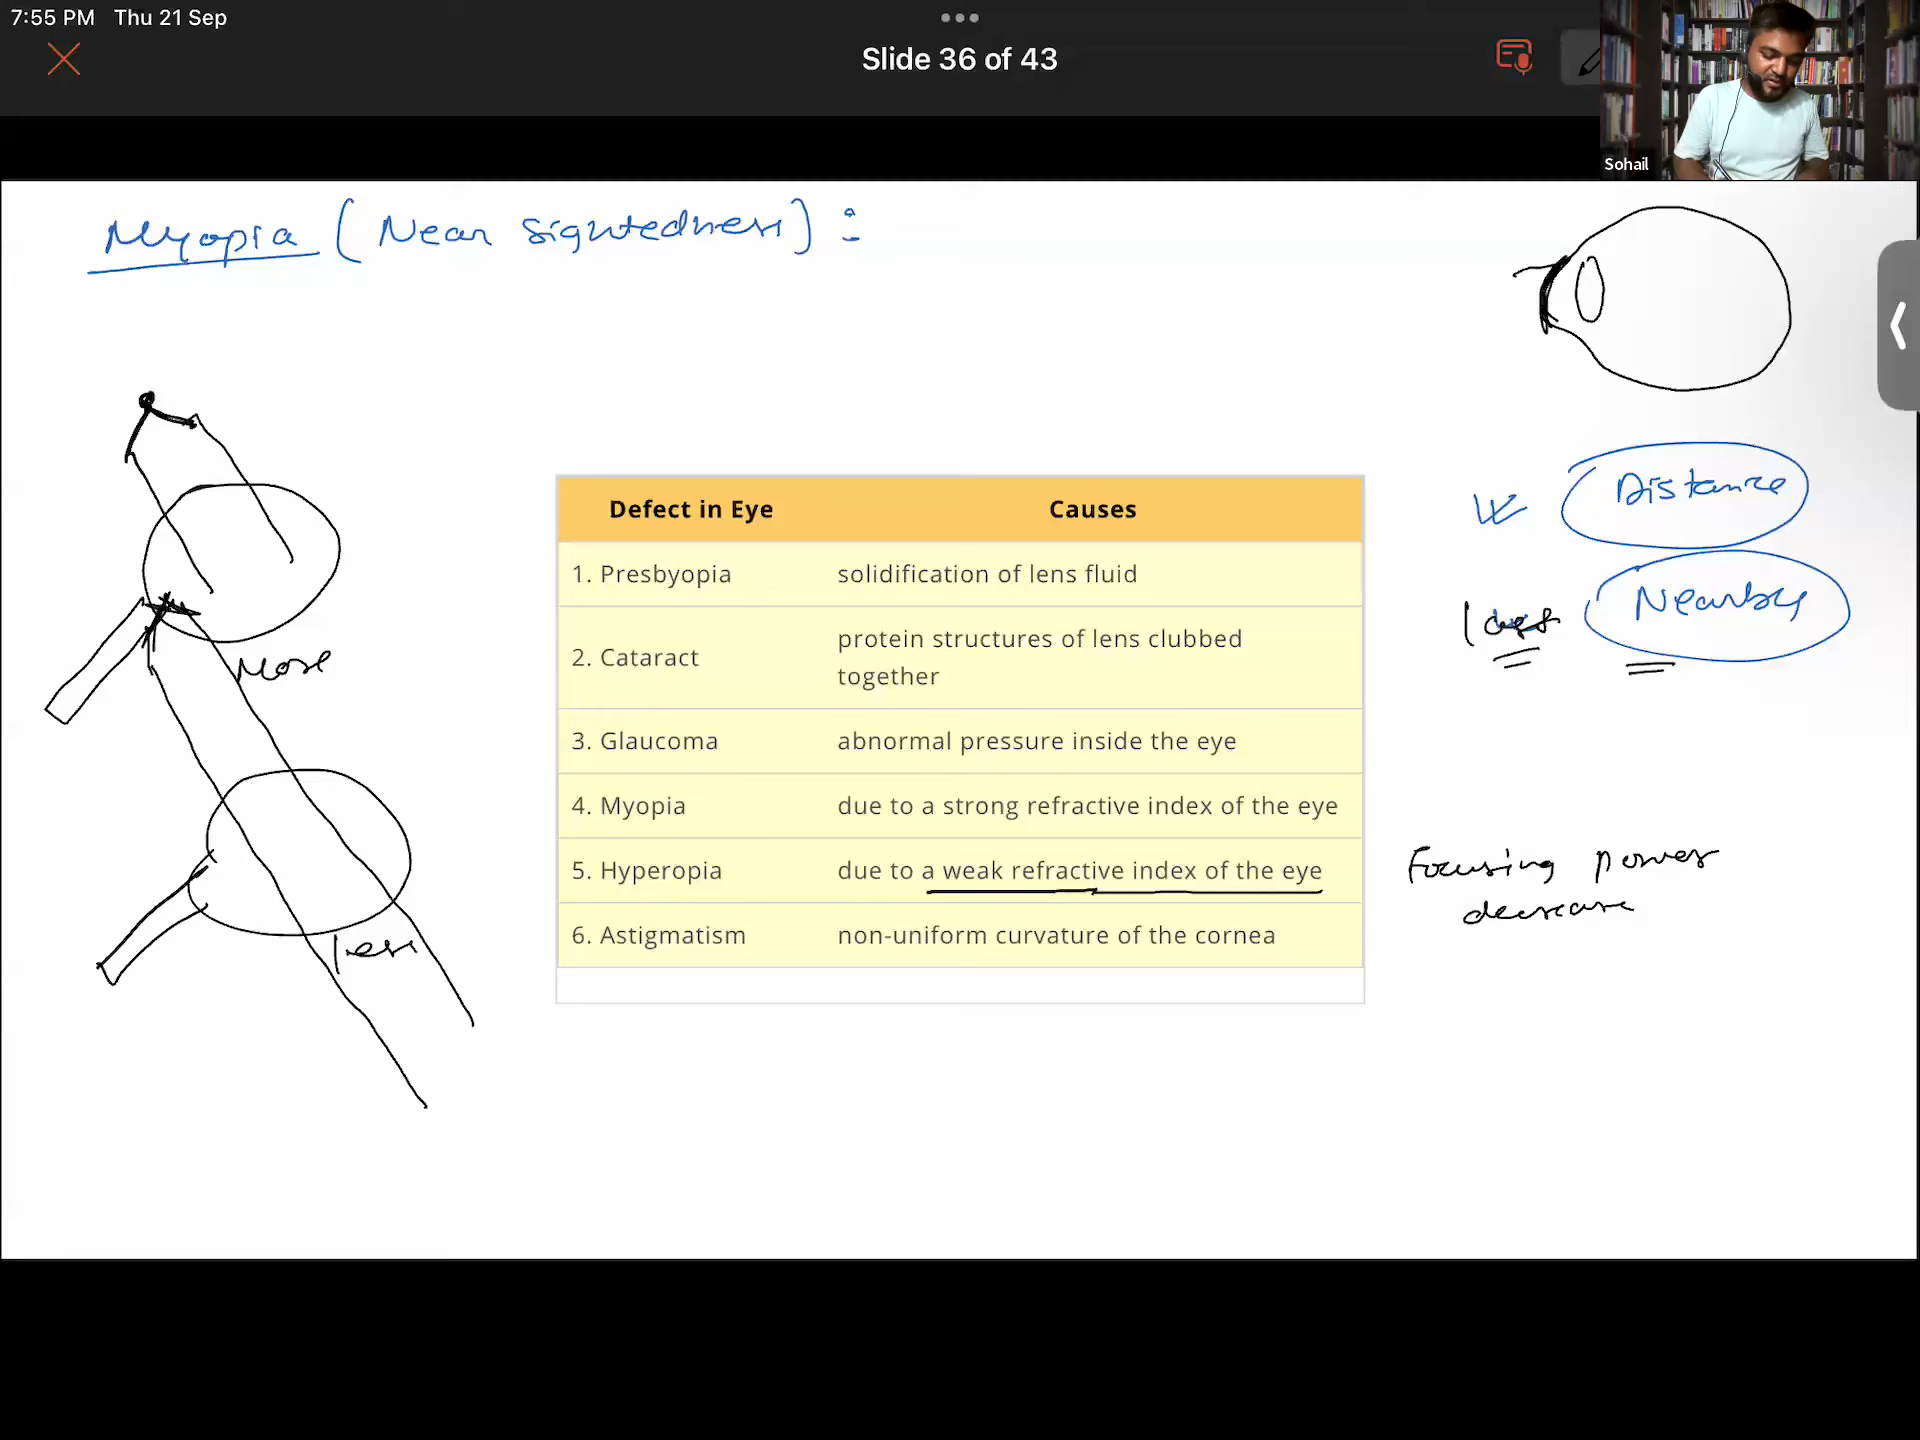 7:55 PM Thu 21 Sep
Slide 36 of 43
Sohail
Myopia (Near sightedness) :
Distance
Nearby
More
Less
Defect in Eye Causes
1. Presbyopia solidification of lens fluid
2. Cataract protein structures of lens clubbed together
3. Glaucoma abnormal pressure inside the eye
4. Myopia due to a strong refractive index of the eye
5. Hyperopia due to a weak refractive index of the eye
6. Astigmatism non-uniform curvature of the cornea
Focusing power
decrease